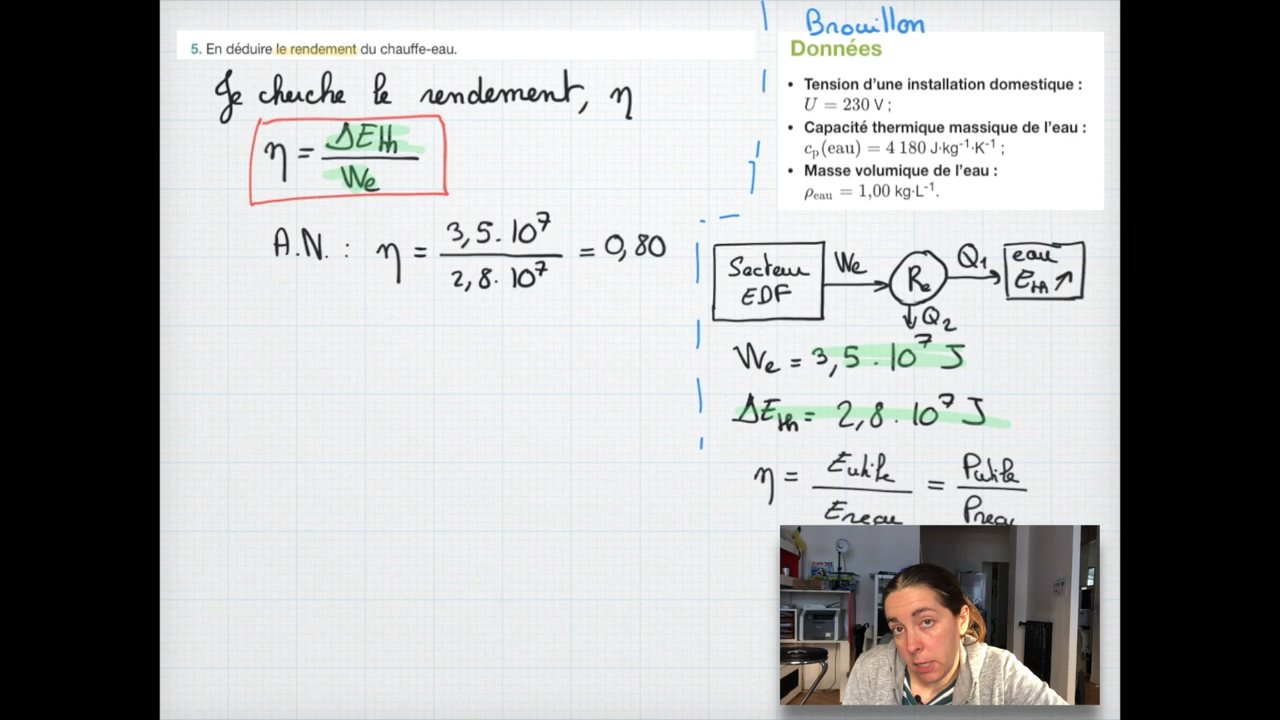 5. En déduire le rendement du chauffe-eau.
Je cherche le rendement, η
η = ΔEth / We
A.N. : η = 3,5. 10⁷ / 2,8. 10⁷ = 0,80
Brouillon
Données
• Tension d'une installation domestique :
U = 230 V ;
• Capacité thermique massique de l'eau :
cp(eau) = 4 180 J·kg⁻¹·K⁻¹ ;
• Masse volumique de l'eau :
ρeau = 1,00 kg·L⁻¹.
Secteur
EDF
We
Re
Q1
Q2
eau
Eth ↗
We = 3,5 . 10⁷ J
ΔEth = 2,8. 10⁷ J
η = Eutile / Ereçu = Putile / Preçu